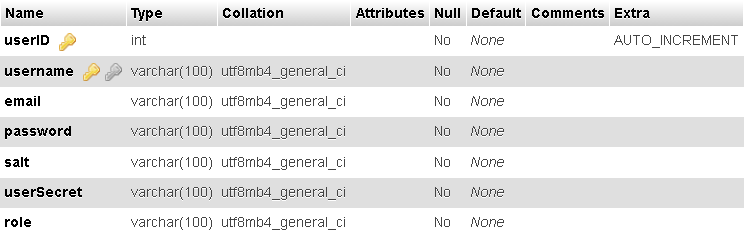 Name Type Collation Attributes Null Default Comments Extra
userID int No None AUTO_INCREMENT
username varchar(100) utf8mb4_general_ci No None
email varchar(100) utf8mb4_general_ci No None
password varchar(100) utf8mb4_general_ci No None
salt varchar(100) utf8mb4_general_ci No None
userSecret varchar(100) utf8mb4_general_ci No None
role varchar(100) utf8mb4_general_ci No None